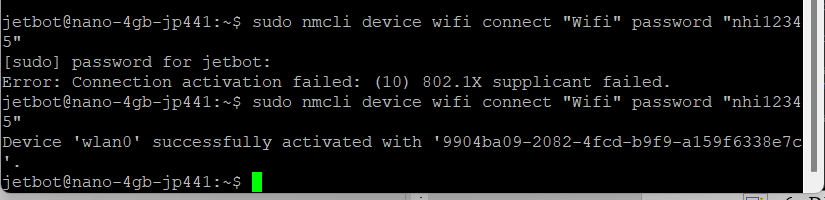 jetbot@nano-4gb-jp441:~$ sudo nmcli device wifi connect "Wifi" password "nhi1234
5"
[sudo] password for jetbot:
Error: Connection activation failed: (10) 802.1X supplicant failed.
jetbot@nano-4gb-jp441:~$ sudo nmcli device wifi connect "Wifi" password "nhi1234
5"
Device 'wlan0' successfully activated with '9904ba09-2082-4fcd-b9f9-a159f6338e7c
'.
jetbot@nano-4gb-jp441:~$